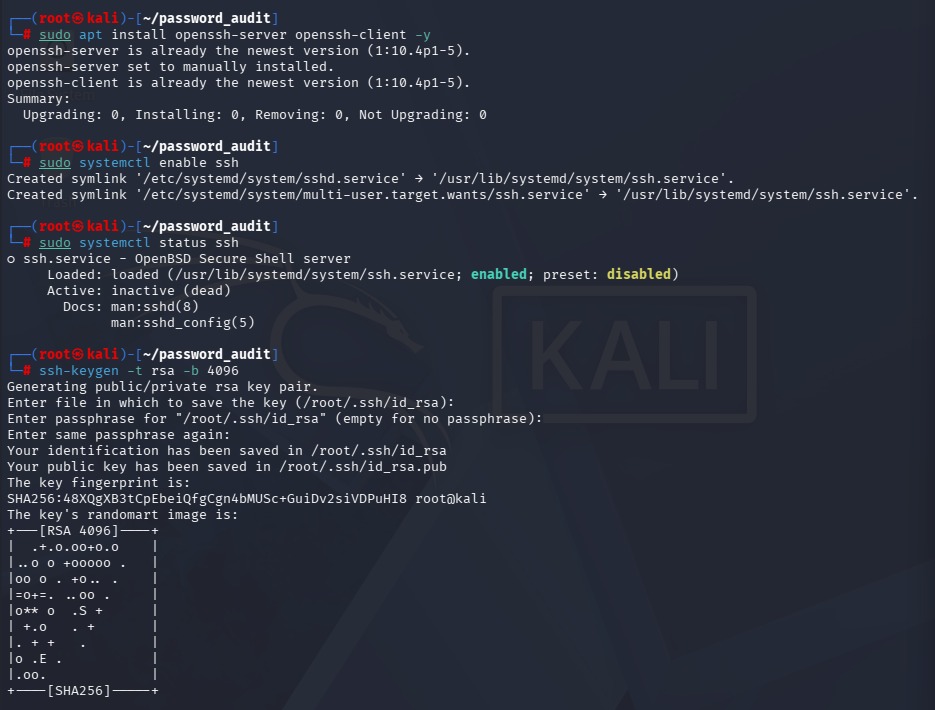 ┌──(root㉿kali)-[~/password_audit]
└─# sudo apt install openssh-server openssh-client -y
openssh-server is already the newest version (1:10.4p1-5).
openssh-server set to manually installed.
openssh-client is already the newest version (1:10.4p1-5).
Summary:
  Upgrading: 0, Installing: 0, Removing: 0, Not Upgrading: 0
┌──(root㉿kali)-[~/password_audit]
└─# sudo systemctl enable ssh
Created symlink '/etc/systemd/system/sshd.service' → '/usr/lib/systemd/system/ssh.service'.
Created symlink '/etc/systemd/system/multi-user.target.wants/ssh.service' → '/usr/lib/systemd/system/ssh.service'.
┌──(root㉿kali)-[~/password_audit]
└─# sudo systemctl status ssh
○ ssh.service - OpenBSD Secure Shell server
     Loaded: loaded (/usr/lib/systemd/system/ssh.service; enabled; preset: disabled)
     Active: inactive (dead)
       Docs: man:sshd(8)
             man:sshd_config(5)
┌──(root㉿kali)-[~/password_audit]
└─# ssh-keygen -t rsa -b 4096
Generating public/private rsa key pair.
Enter file in which to save the key (/root/.ssh/id_rsa):
Enter passphrase for "/root/.ssh/id_rsa" (empty for no passphrase):
Enter same passphrase again:
Your identification has been saved in /root/.ssh/id_rsa
Your public key has been saved in /root/.ssh/id_rsa.pub
The key fingerprint is:
SHA256:48XQgXB3tCpEbeiQfgCgn4bMUSc+GuiDv2siVDPuHI8 root@kali
The key's randomart image is:
+---[RSA 4096]----+
|  .+.o.oo+o.o    |
|..o o +ooooo .   |
|oo o . +o.. .    |
|=o+=. ..oo .     |
|o** o  .S +      |
| +.o   . +       |
|. + +   .        |
|o .E .           |
|.oo.             |
+----[SHA256]-----+
KALI